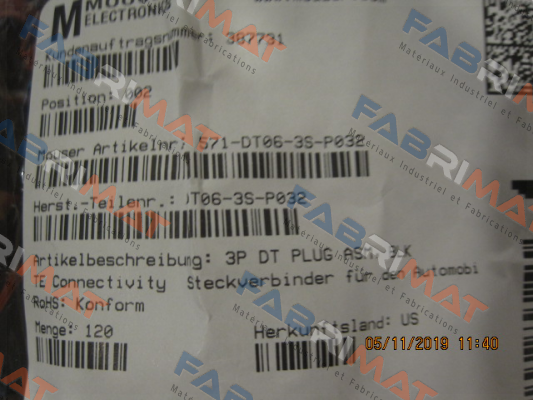 M MOUSER
ELECTRONICS
Kundenauftragsnummer: 387731
Position: 002
Mouser Artikelnr: 571-DT06-3S-P032
Herst.-Teilenr.: DT06-3S-P032
Artikelbeschreibung: 3P DT PLUG ASM
TE Connectivity Steckverbinder für den Automobi
RoHS: Konform
Menge: 120
Herkunftsland: US
05/11/2019 11:40
FABRIMAT
Materiaux Industriel et Fabrications